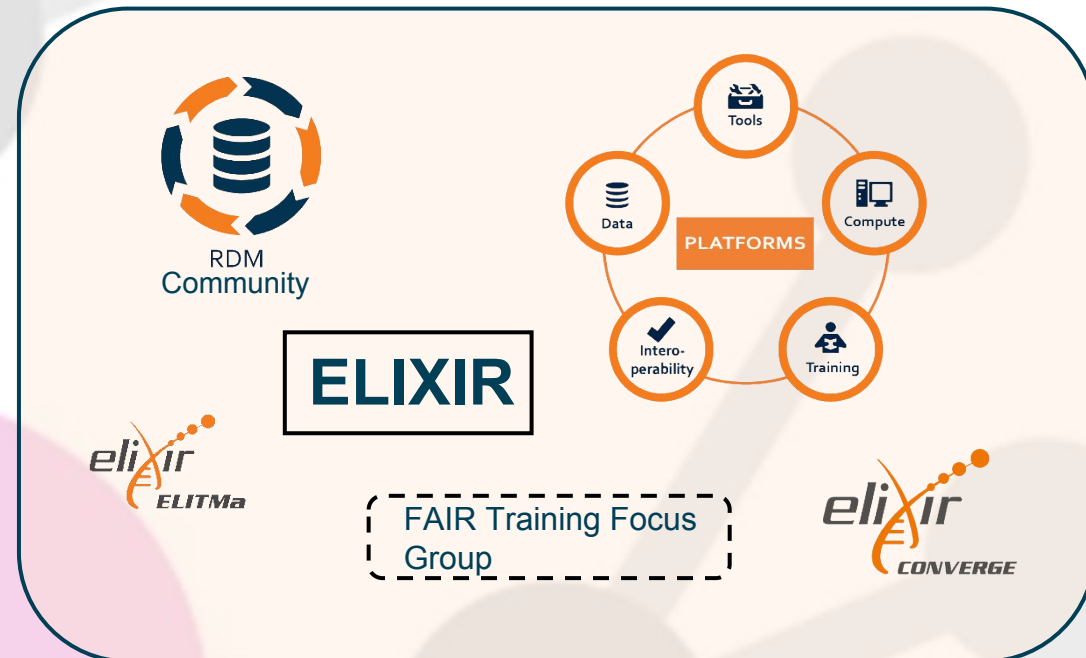 RDM
Community
Tools
Data
Compute
PLATFORMS
Intero-
perability
Training
ELIXIR
elixir
ELITMa
FAIR Training Focus
Group
elixir
CONVERGE